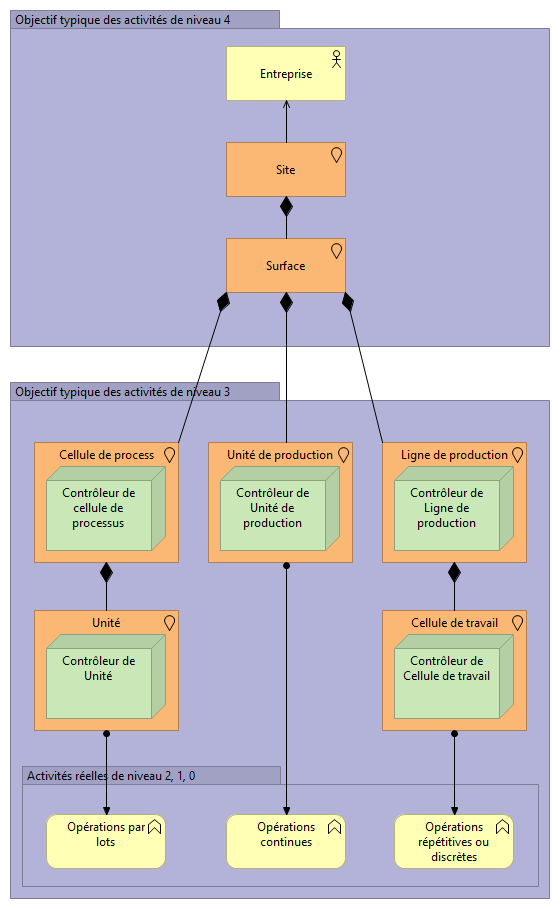 Objectif typique des activités de niveau 4
Entreprise
Site
Surface
Objectif typique des activités de niveau 3
Cellule de process
Contrôleur de
cellule de
processus
Unité de production
Contrôleur de
Unité de
production
Ligne de production
Contrôleur de
Ligne de
production
Unité
Contrôleur de
Unité
Cellule de travail
Contrôleur de
Cellule de travail
Activités réelles de niveau 2, 1, 0
Opérations par
lots
Opérations
continues
Opérations
répétitives ou
discrètes